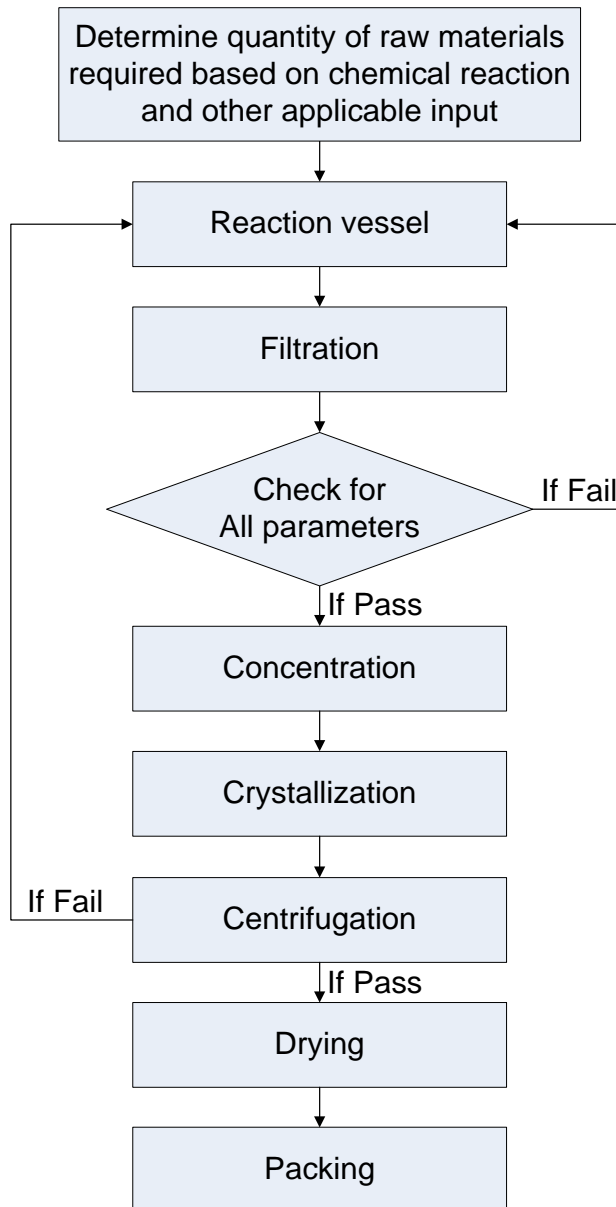 Determine quantity of raw materials
required based on chemical reaction
and other applicable input
Reaction vessel
Filtration
Check for
All parameters
If Fail
If Pass
Concentration
Crystallization
If Fail
Centrifugation
If Pass
Drying
Packing